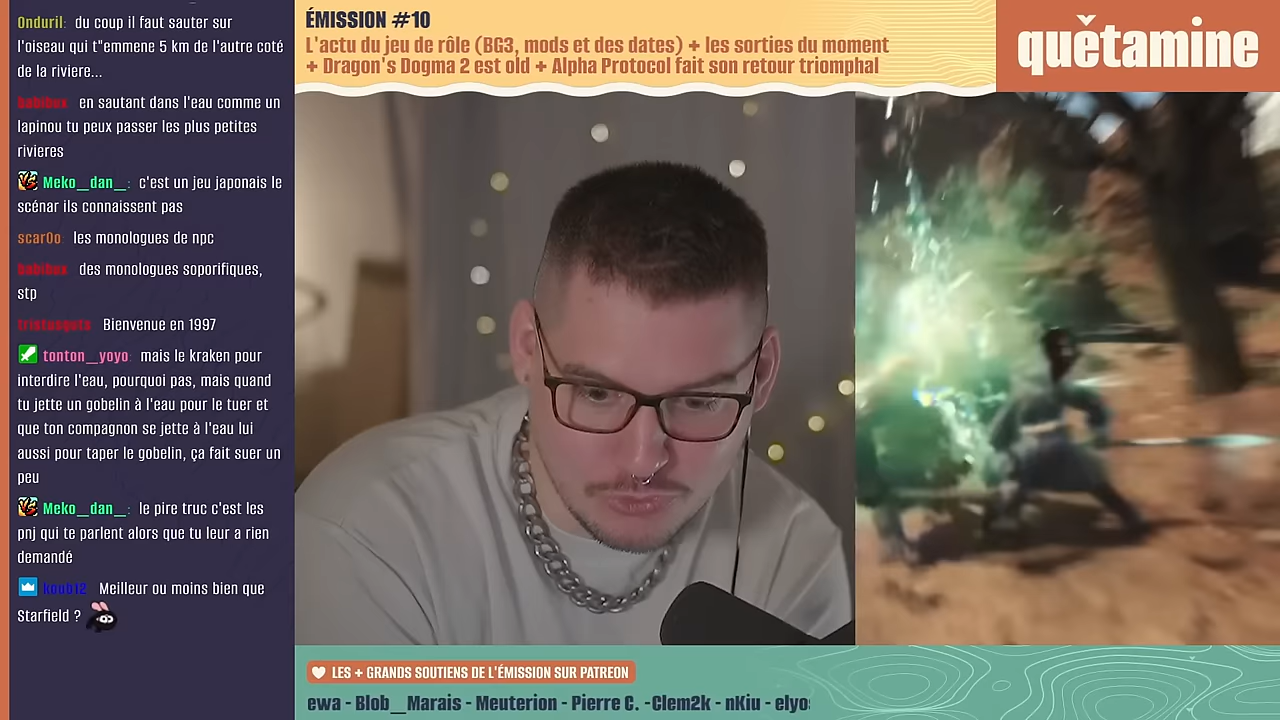 Onduril: du coup il faut sauter sur
l'oiseau qui t"emmene 5 km de l'autre coté
de la riviere...
babibox en sautant dans l'eau comme un
lapinou tu peux passer les plus petites
rivieres
Meko_dan_: c'est un jeu japonais le
scénar ils connaissent pas
scar0o les monologues de npc
babibox des monologues soporifiques,
stp
Bienvenue en 1997
tonton_yoyo: mais le kraken pour
interdire l'eau, pourquoi pas, mais quand
tu jette un gobelin à l'eau pour le tuer et
que ton compagnon se jette à l'eau lui
aussi pour taper le gobelin, ça fait suer un
peu
Meko_dan_: le pire truc c'est les
pnj qui te parlent alors que tu leur a rien
demandé
koub12 Meilleur ou moins bien que
Starfield ?
ÉMISSION #10
L'actu du jeu de rôle (BG3, mods et des dates) + les sorties du moment
+ Dragon's Dogma 2 est old + Alpha Protocol fait son retour triomphal
quětamine
LES + GRANDS SOUTIENS DE L'ÉMISSION SUR PATREON
ewa - Blob_Marais - Meuterion - Pierre C. -Clem2k - nKiu - elyo